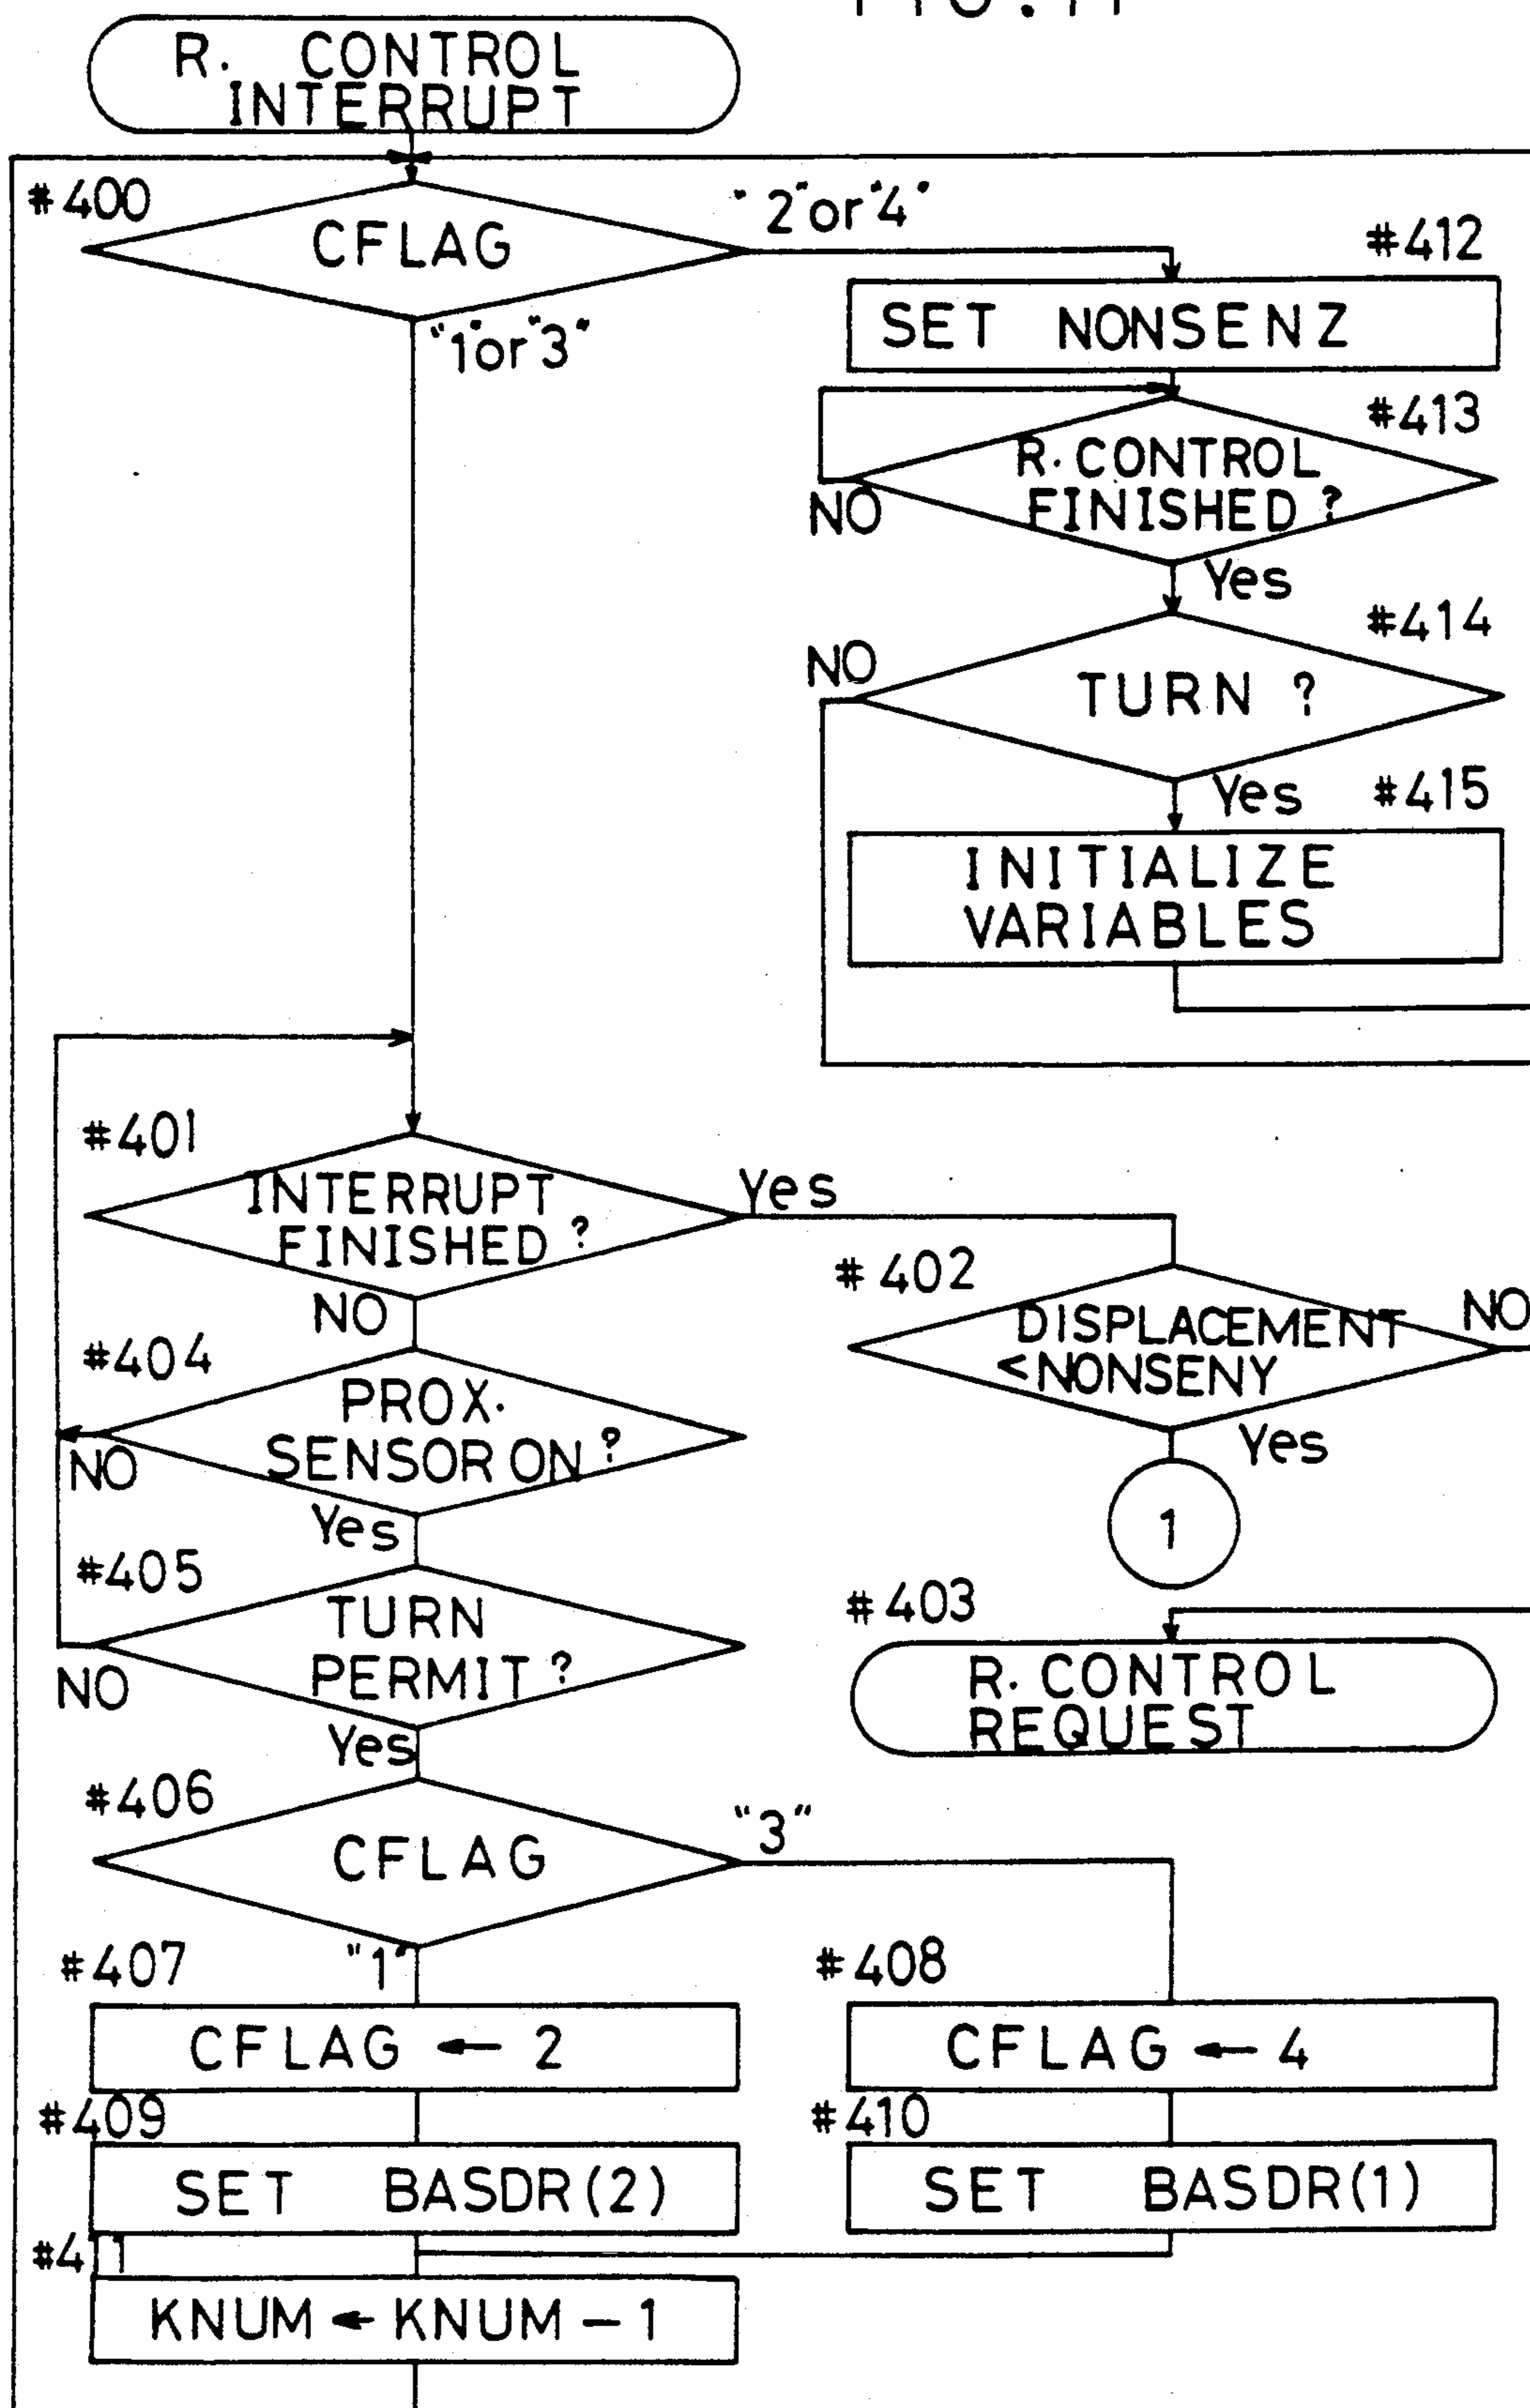 FIG. 11
R. CONTROL
INTERRUPT
#400
CFLAG
"2" or "4"
"1" or "3"
#412
SET NONSENZ
#413
R. CONTROL
FINISHED ?
NO
Yes
#414
NO
TURN ?
Yes
#415
INITIALIZE
VARIABLES
#401
INTERRUPT
FINISHED ?
Yes
NO
#402
DISPLACEMENT
<NONSENY
NO
Yes
1
#403
R. CONTROL
REQUEST
#404
PROX.
SENSOR ON ?
NO
Yes
#405
TURN
PERMIT ?
NO
Yes
#406
CFLAG
"3"
"1"
#407
CFLAG ← 2
#408
CFLAG ← 4
#409
SET BASDR(2)
#410
SET BASDR(1)
#411
KNUM ← KNUM - 1